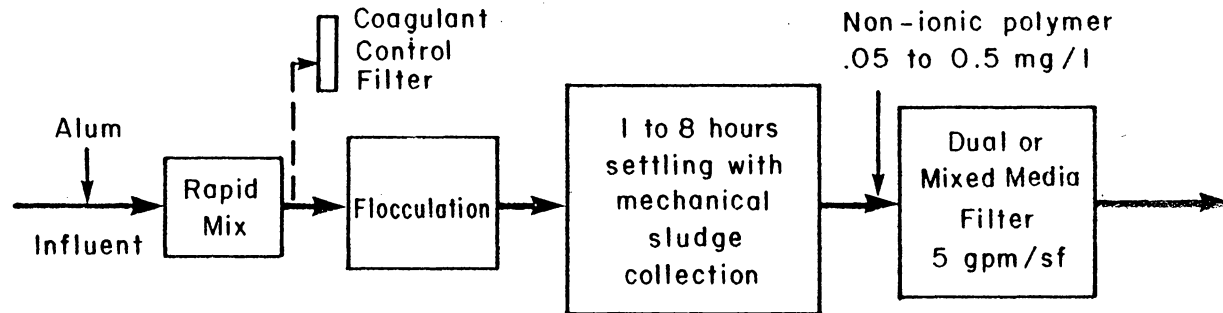 Alum
Influent
Rapid
Mix
Coagulant
Control
Filter
Flocculation
1 to 8 hours
settling with
mechanical
sludge
collection
Non-ionic polymer
.05 to 0.5 mg/l
Dual or
Mixed Media
Filter
5 gpm/sf